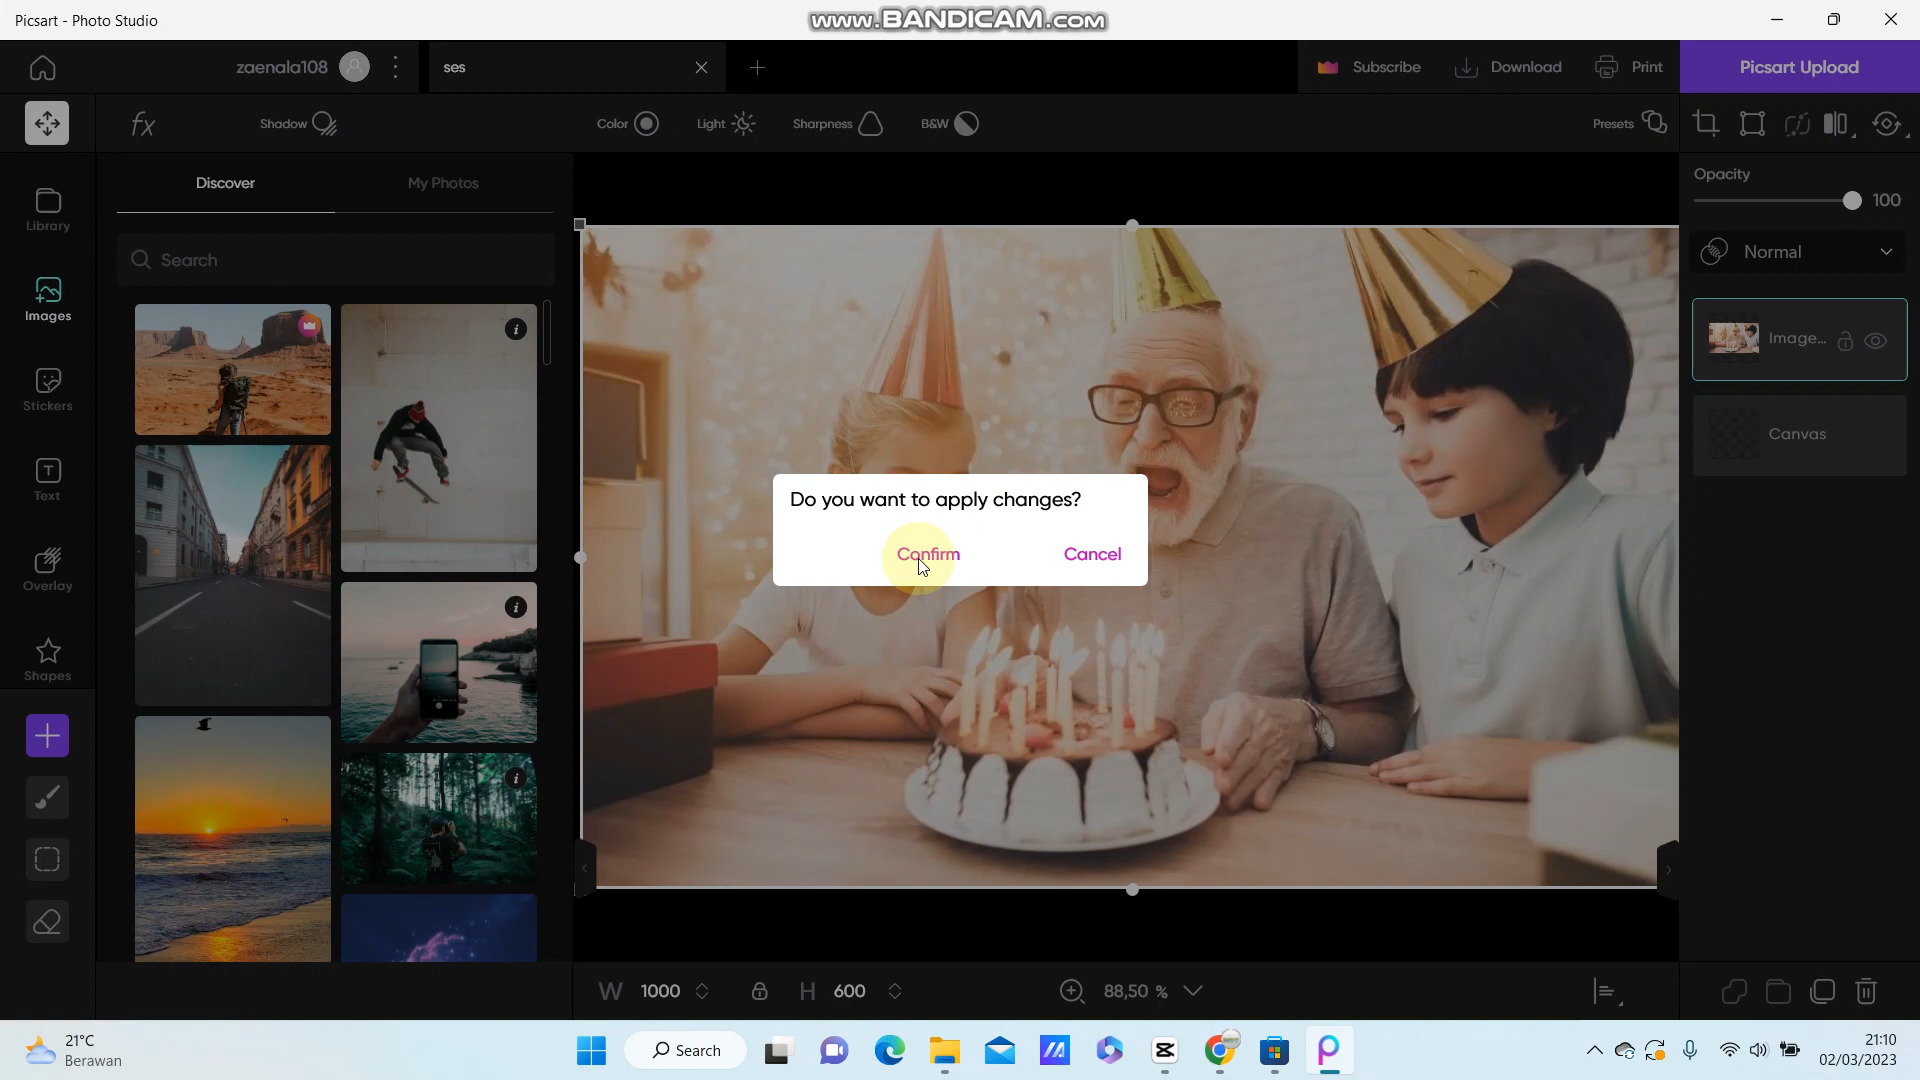 Picsart - Photo Studio
www.BANDICAM.com
zaenala108
ses
Subscribe
Download
Print
Picsart Upload
fx
Shadow
Color
Light
Sharpness
B&W
Presets
Discover
My Photos
Opacity
100
Search
Normal
Library
Images
Image...
Stickers
Canvas
Text
Do you want to apply changes?
Confirm
Cancel
Overlay
Shapes
W 1000
H 600
88,50 %
21°C
Berawan
Search
21:10
02/03/2023